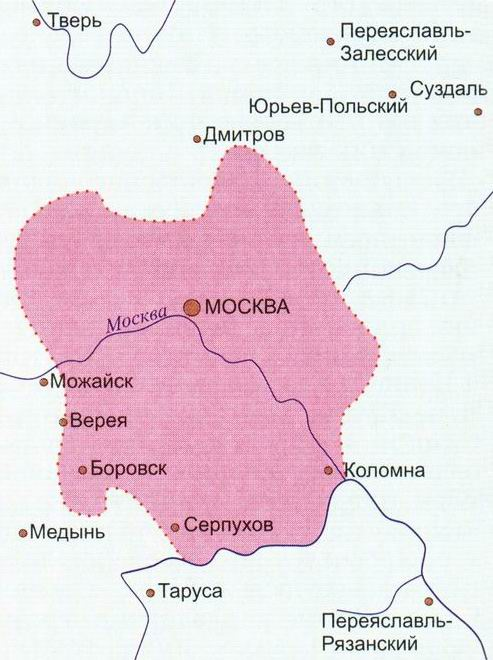 Тверь
Переяславль-
Залесский
Суздаль
Юрьев-Польский
Дмитров
МОСКВА
Москва
Можайск
Верея
Боровск
Коломна
Серпухов
Медынь
Таруса
Переяславль-
Рязанский